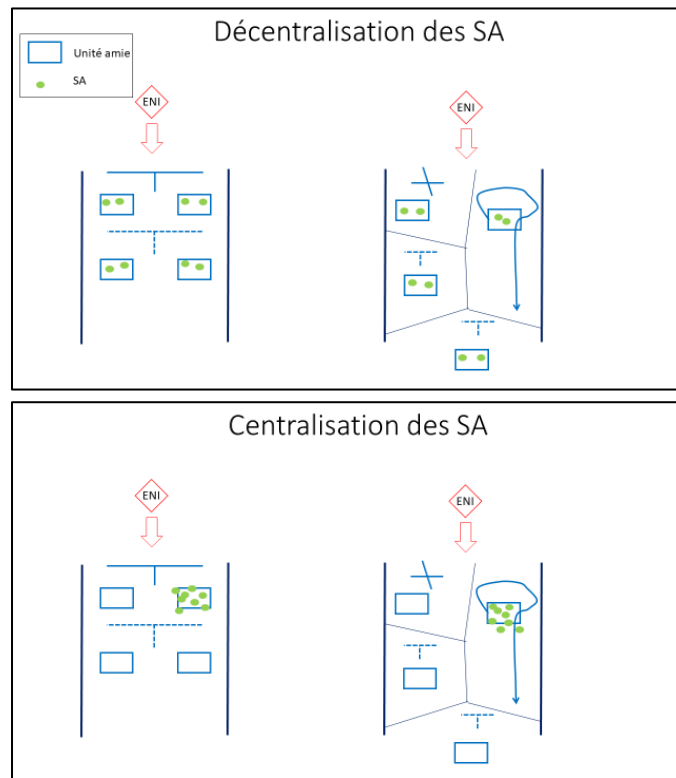 Décentralisation des SA
Unité amie
SA
ENI
ENI
Centralisation des SA
ENI
ENI